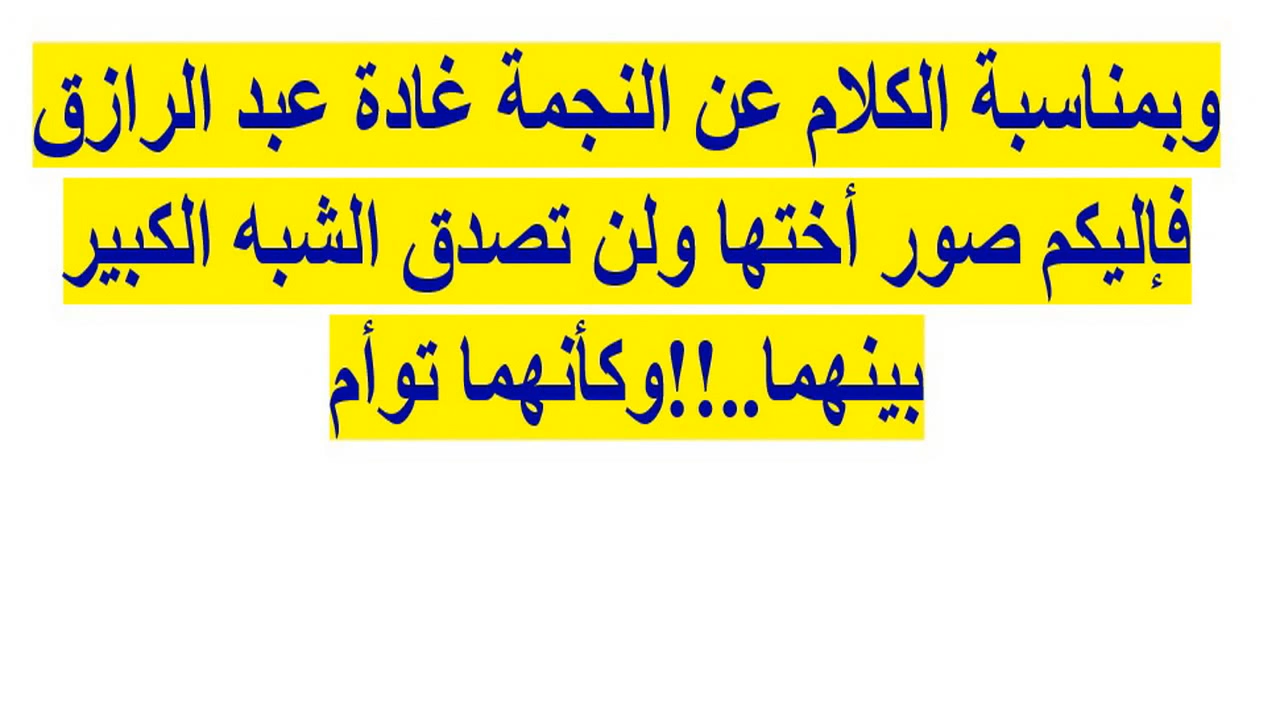 وبمناسبة الكلام عن النجمة غادة عبد الرازق
فإليكم صور أختها ولن تصدق الشبه الكبير
بينهما..!!وكأنهما توأم